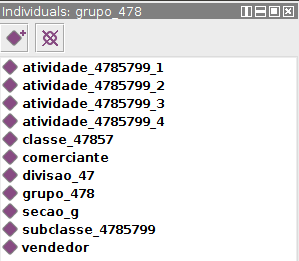 Individuals: grupo_478
atividade_4785799_1
atividade_4785799_2
atividade_4785799_3
atividade_4785799_4
classe_47857
comerciante
divisao_47
grupo_478
secao_g
subclasse_4785799
vendedor